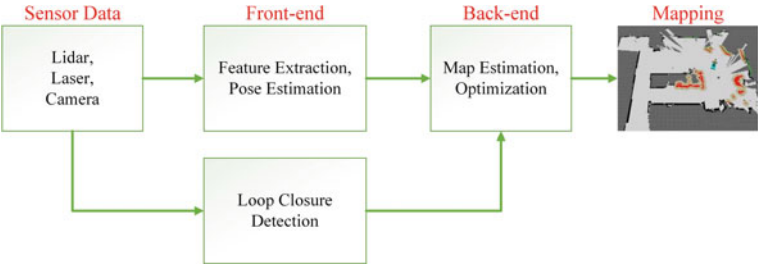 Sensor Data
Front-end
Back-end
Mapping
Lidar,
Laser,
Camera
Feature Extraction,
Pose Estimation
Map Estimation,
Optimization
Loop Closure
Detection